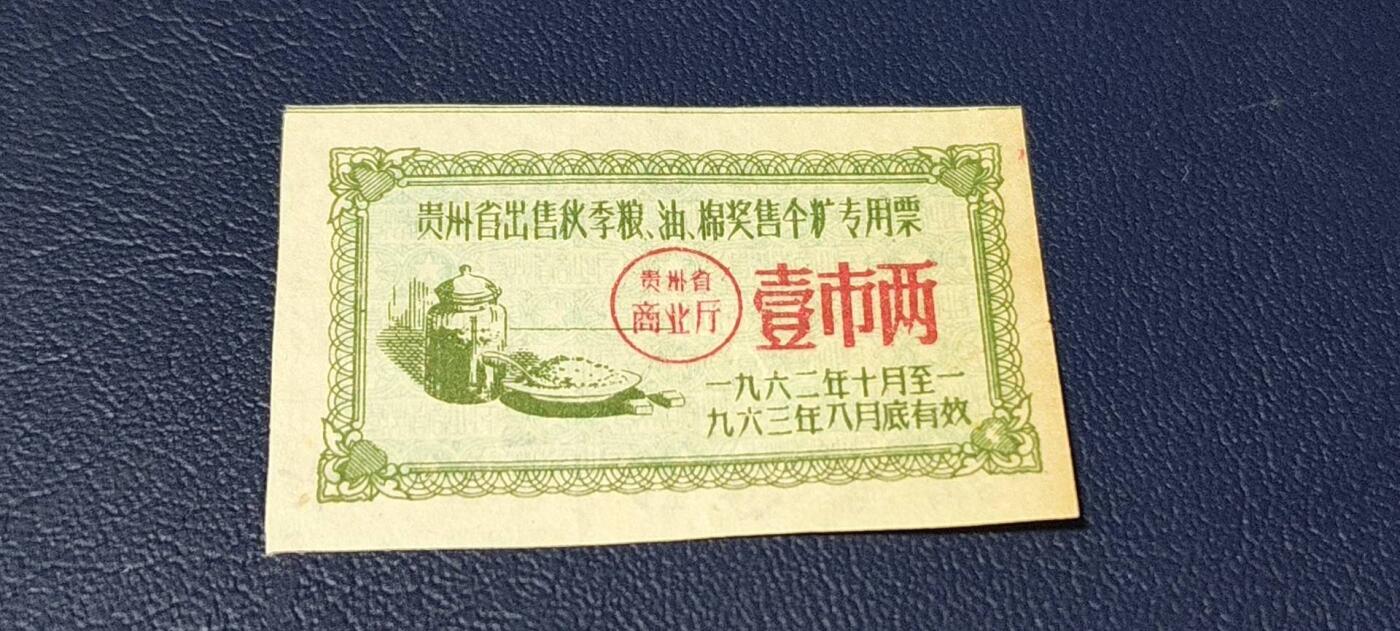 贵州省出售秋季粮、油、棉奖售食糖专用票
贵州省
商业厅
壹市两
一九六二年十月至一
九六三年八月底有效